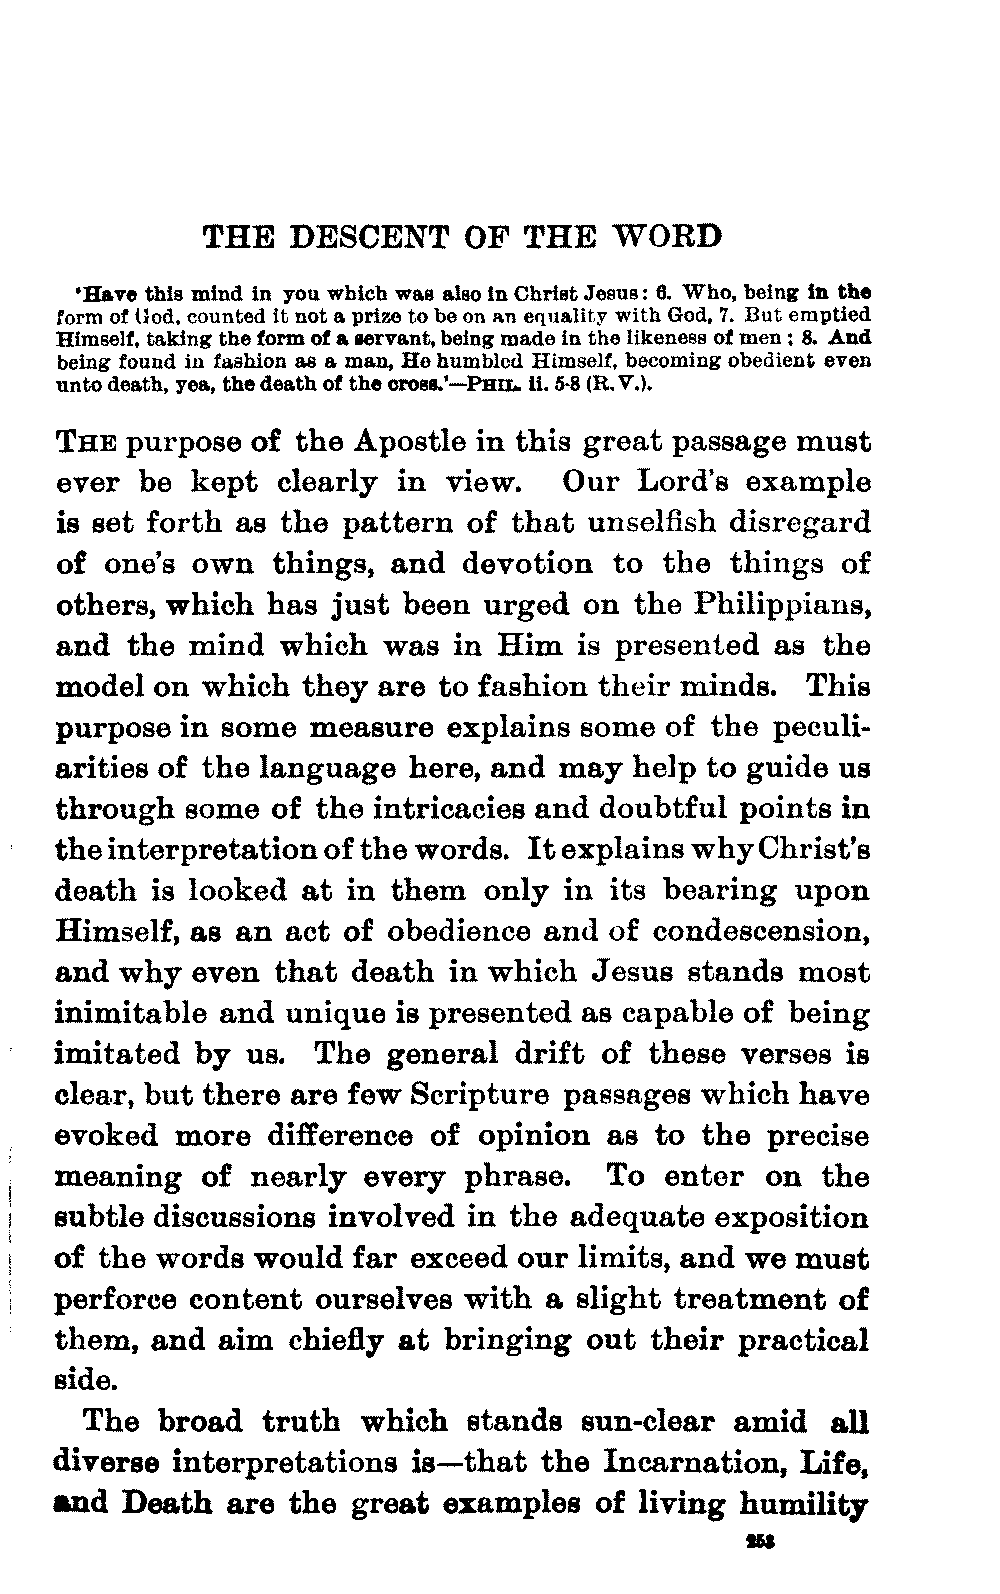 THE DESCENT OF THE WORD
'Have this mind in you which was also in Christ Jesus: 6. Who, being in the
form of God, counted it not a prize to be on an equality with God, 7. But emptied
Himself, taking the form of a servant, being made in the likeness of men; 8. And
being found in fashion as a man, He humbled Himself, becoming obedient even
unto death, yea, the death of the cross.'—PHIL. ii. 5-8 (R. V.).
THE purpose of the Apostle in this great passage must
ever be kept clearly in view. Our Lord's example
is set forth as the pattern of that unselfish disregard
of one's own things, and devotion to the things of
others, which has just been urged on the Philippians,
and the mind which was in Him is presented as the
model on which they are to fashion their minds. This
purpose in some measure explains some of the peculi-
arities of the language here, and may help to guide us
through some of the intricacies and doubtful points in
the interpretation of the words. It explains why Christ's
death is looked at in them only in its bearing upon
Himself, as an act of obedience and of condescension,
and why even that death in which Jesus stands most
inimitable and unique is presented as capable of being
imitated by us. The general drift of these verses is
clear, but there are few Scripture passages which have
evoked more difference of opinion as to the precise
meaning of nearly every phrase. To enter on the
subtle discussions involved in the adequate exposition
of the words would far exceed our limits, and we must
perforce content ourselves with a slight treatment of
them, and aim chiefly at bringing out their practical
side.
The broad truth which stands sun-clear amid all
diverse interpretations is—that the Incarnation, Life,
and Death are the great examples of living humility
253